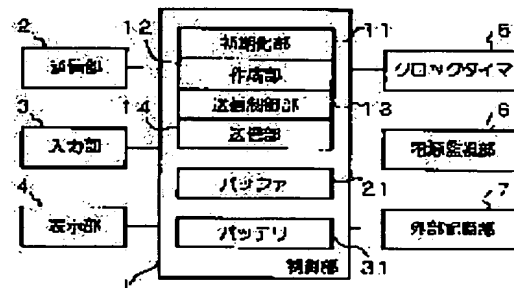 2
通信部
3
入力部
4
表示部
1
12
14
初期化部
作成部
送信制御部
送信部
バッファ
バッテリ
制御部
11
13
21
31
5
クロックタイマ
6
電源監視部
7
外部記憶部